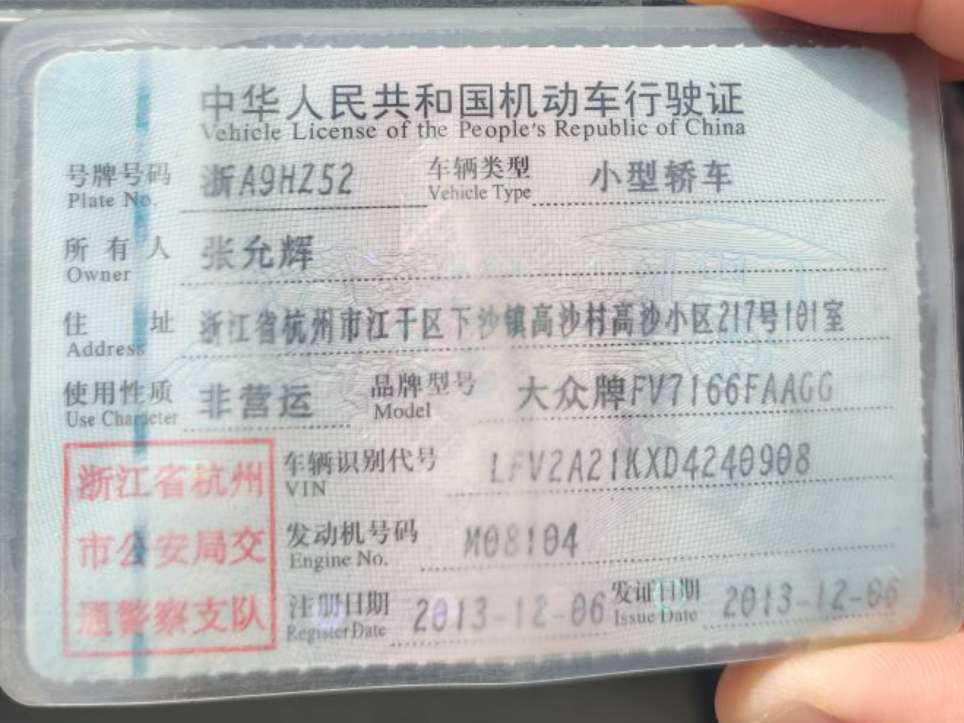 中华人民共和国机动车行驶证
Vehicle License of the People's Republic of China
号牌号码 浙A9HZ52 车辆类型 小型轿车
Plate No. Vehicle Type
所有人 张允辉
Owner
住址 浙江省杭州市江干区下沙镇高沙村高沙小区217号101室
Address
使用性质 非营运 品牌型号 大众牌FV7166FAAGG
Use Character Model
浙江省杭州 车辆识别代号 LFV2A21KXD4240908
VIN
市公安局交 发动机号码 M08104
Engine No.
通警察支队 注册日期 2013-12-06 发证日期 2013-12-06
Register Date Issue Date